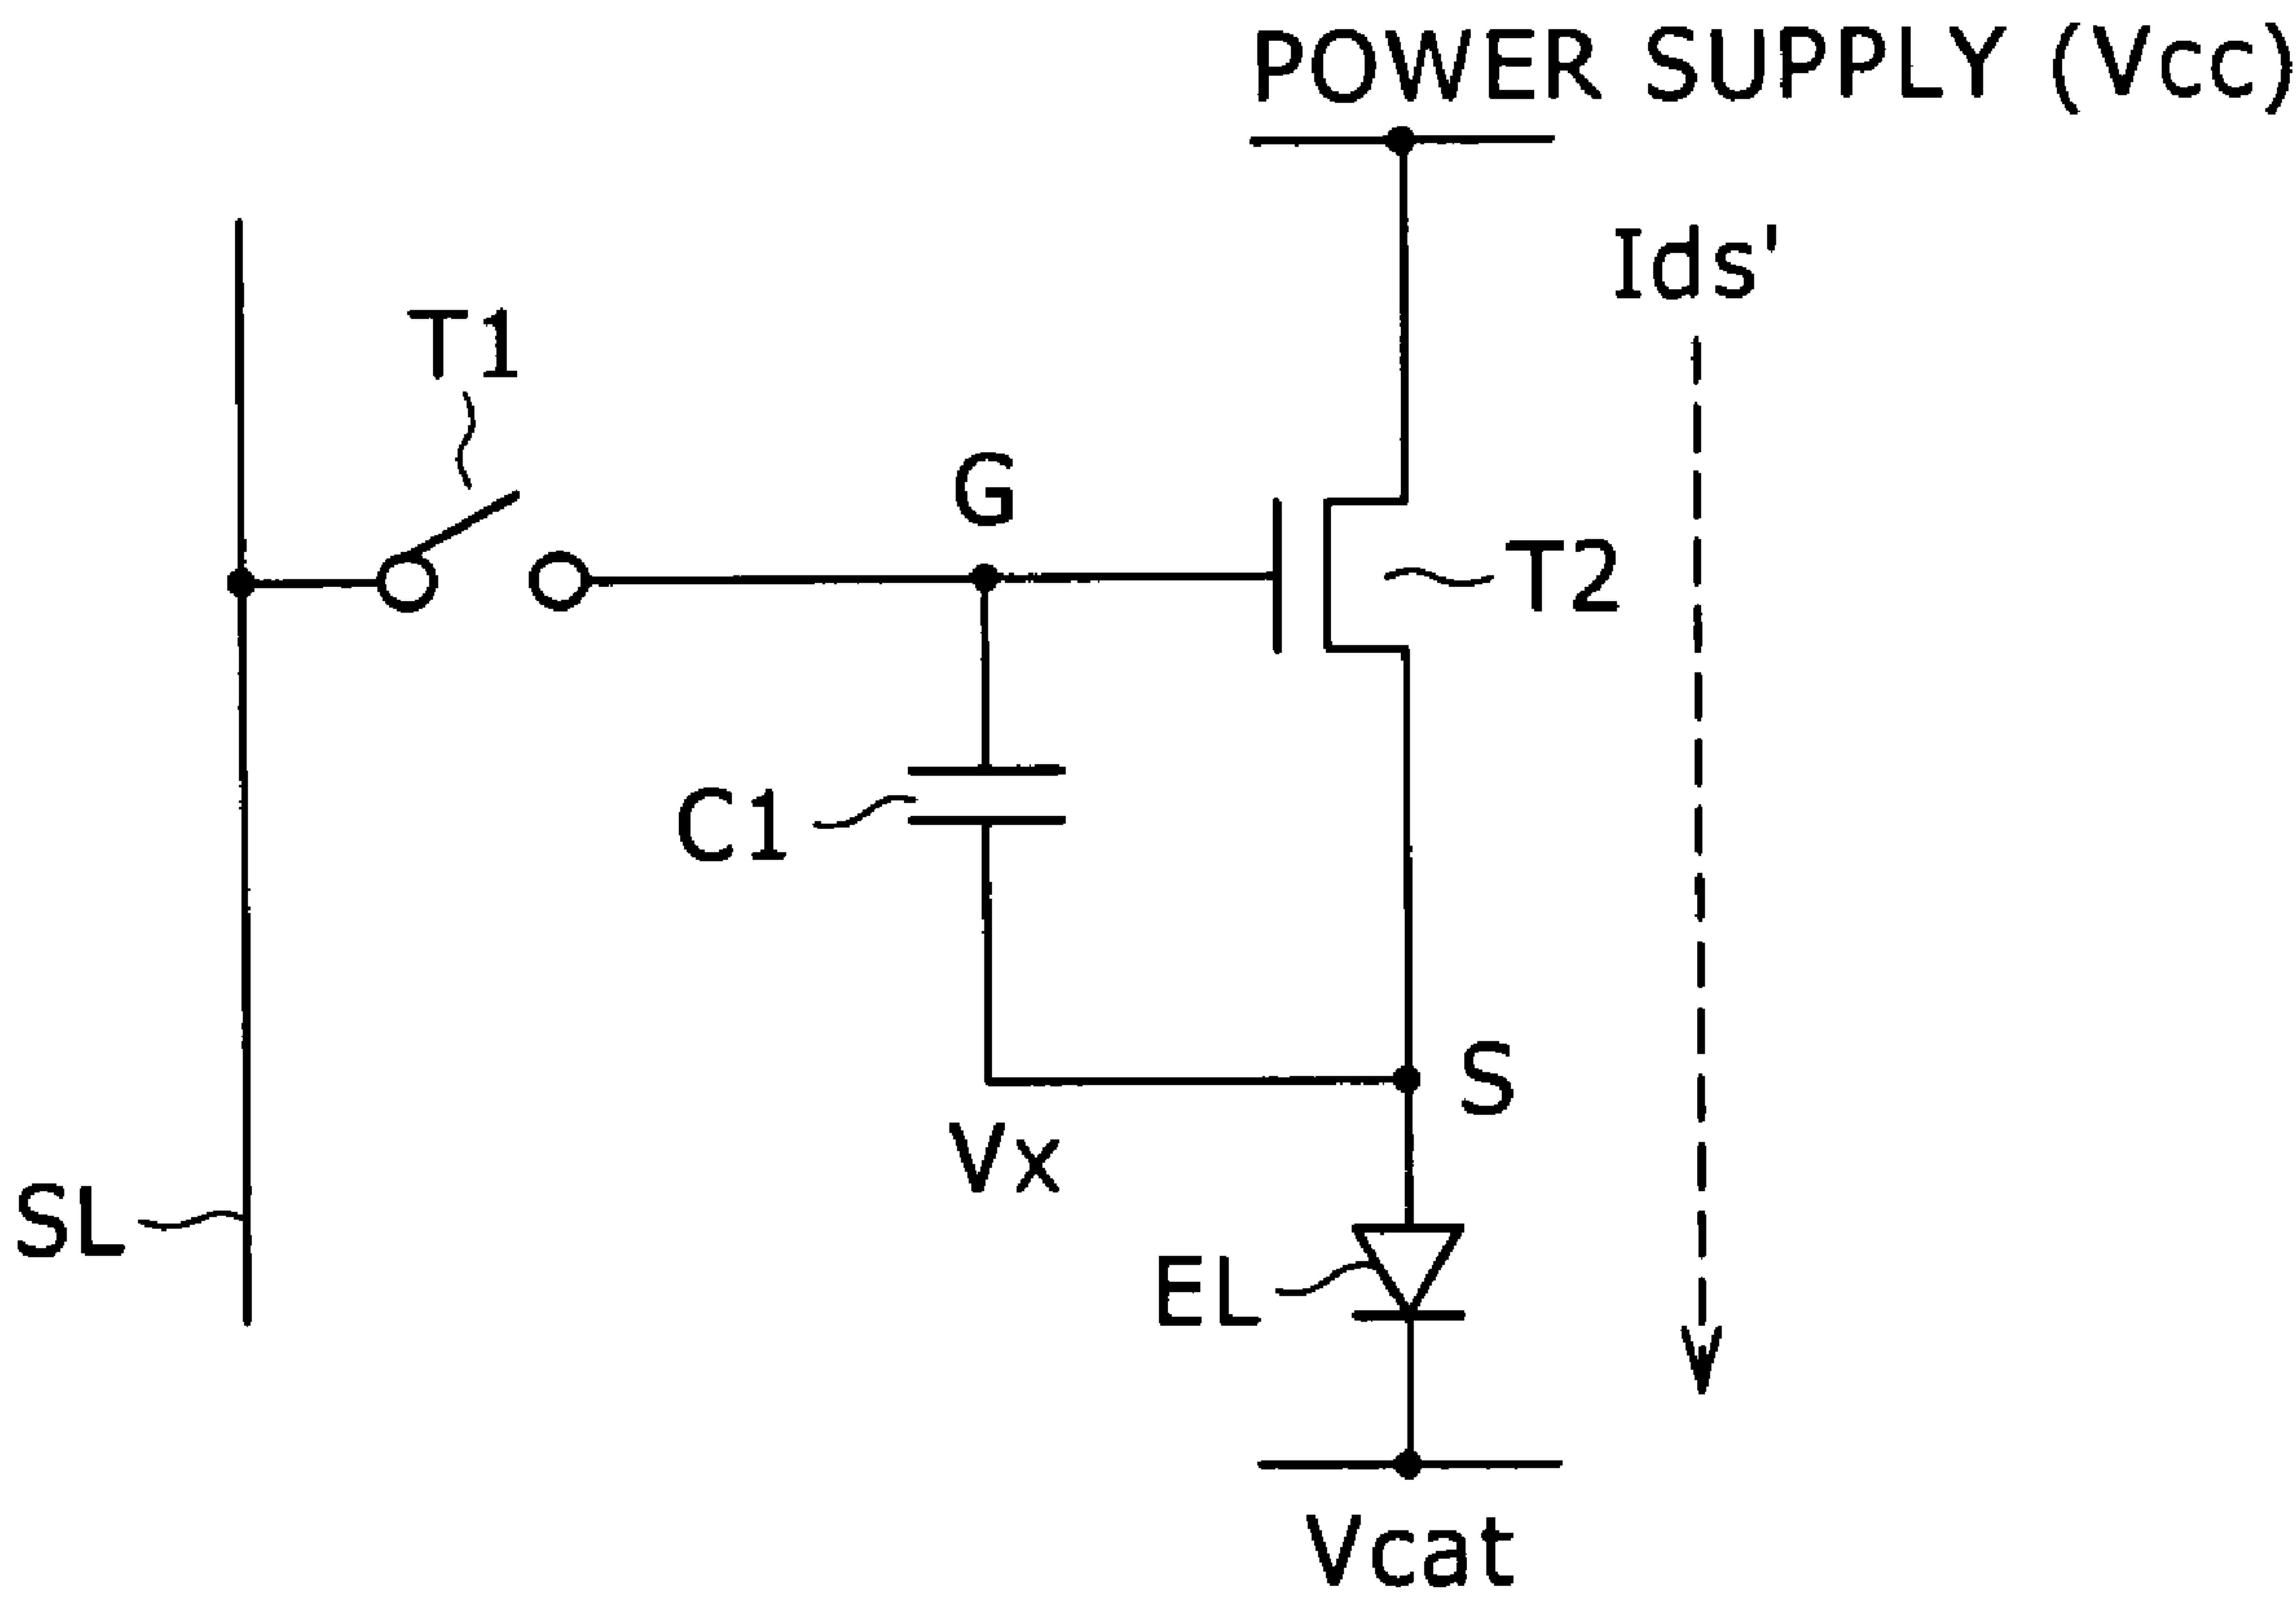 POWER SUPPLY (Vcc)
Ids'
T1
G
T2
C1
S
Vx
SL
EL
Vcat